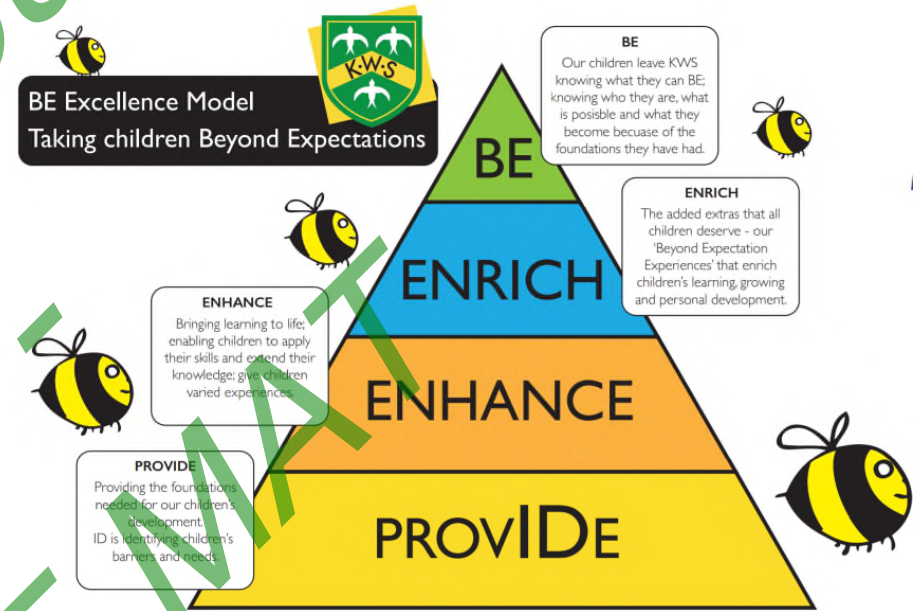 BE Excellence Model
Taking children Beyond Expectations
K·W·S
BE
Our children leave KWS
knowing what they can BE;
knowing who they are, what
is posisble and what they
become becuase of the
foundations they have had.
BE
ENRICH
The added extras that all
children deserve - our
'Beyond Expectation
Experiences' that enrich
children's learning, growing
and personal development.
ENRICH
ENHANCE
Bringing learning to life;
enabling children to apply
their skills and extend their
knowledge; give children
varied experiences.
ENHANCE
PROVIDE
Providing the foundations
needed for our children's
development.
ID is identifying children's
barriers and needs.
PROVIDE
MAT